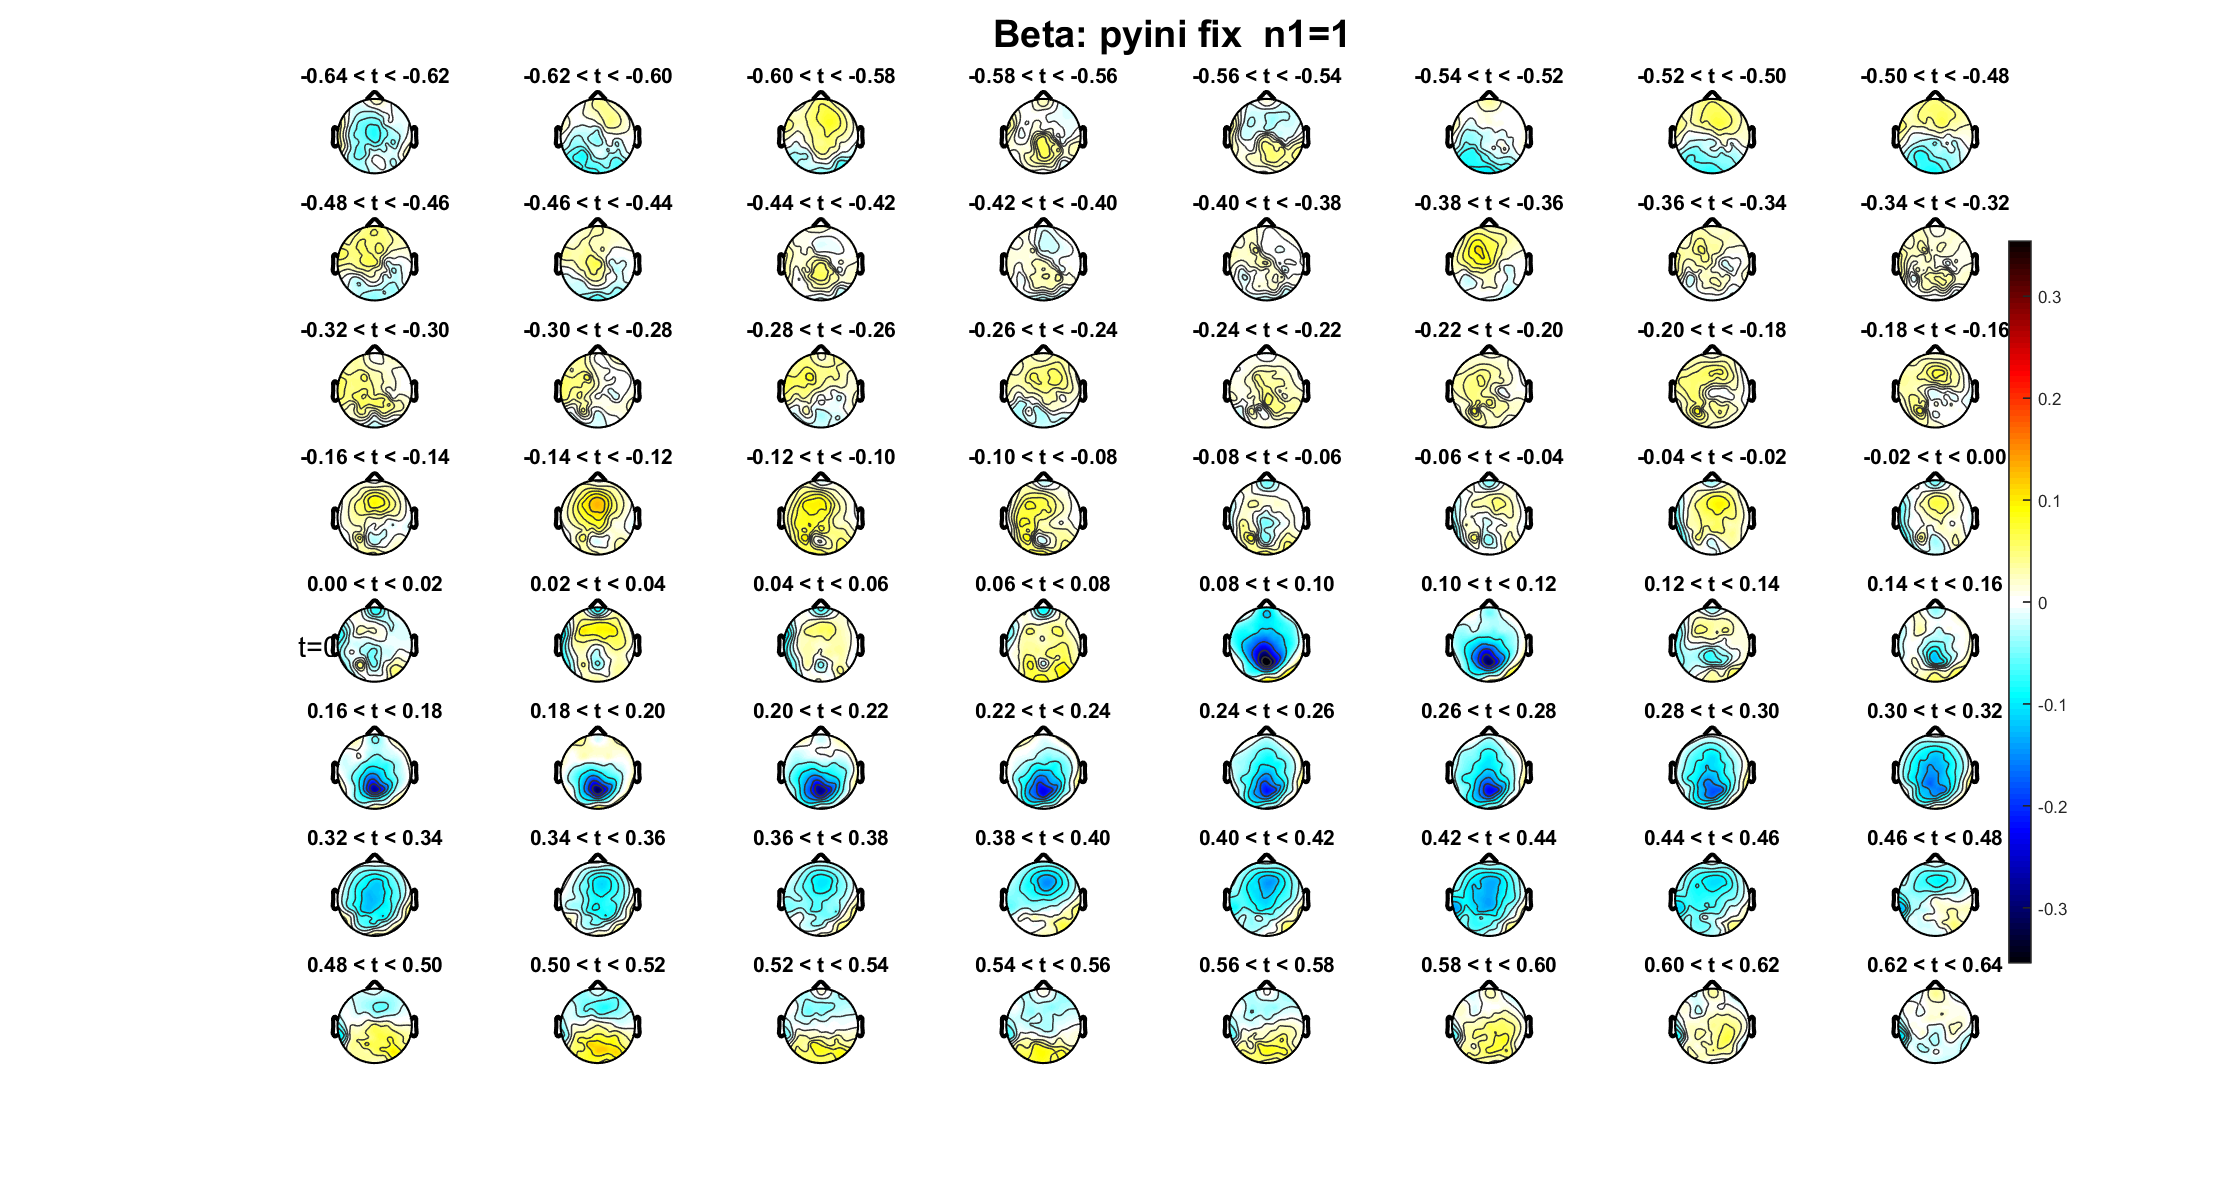 Beta: pyini fix  n1=1
-0.64 < t < -0.62 -0.62 < t < -0.60 -0.60 < t < -0.58 -0.58 < t < -0.56 -0.56 < t < -0.54 -0.54 < t < -0.52 -0.52 < t < -0.50 -0.50 < t < -0.48
-0.48 < t < -0.46 -0.46 < t < -0.44 -0.44 < t < -0.42 -0.42 < t < -0.40 -0.40 < t < -0.38 -0.38 < t < -0.36 -0.36 < t < -0.34 -0.34 < t < -0.32
0.3
-0.32 < t < -0.30 -0.30 < t < -0.28 -0.28 < t < -0.26 -0.26 < t < -0.24 -0.24 < t < -0.22 -0.22 < t < -0.20 -0.20 < t < -0.18 -0.18 < t < -0.16
0.2
-0.16 < t < -0.14 -0.14 < t < -0.12 -0.12 < t < -0.10 -0.10 < t < -0.08 -0.08 < t < -0.06 -0.06 < t < -0.04 -0.04 < t < -0.02 -0.02 < t < 0.00
0.1
0.00 < t < 0.02 0.02 < t < 0.04 0.04 < t < 0.06 0.06 < t < 0.08 0.08 < t < 0.10 0.10 < t < 0.12 0.12 < t < 0.14 0.14 < t < 0.16
0
t=0
-0.1
0.16 < t < 0.18 0.18 < t < 0.20 0.20 < t < 0.22 0.22 < t < 0.24 0.24 < t < 0.26 0.26 < t < 0.28 0.28 < t < 0.30 0.30 < t < 0.32
-0.2
0.32 < t < 0.34 0.34 < t < 0.36 0.36 < t < 0.38 0.38 < t < 0.40 0.40 < t < 0.42 0.42 < t < 0.44 0.44 < t < 0.46 0.46 < t < 0.48
-0.3
0.48 < t < 0.50 0.50 < t < 0.52 0.52 < t < 0.54 0.54 < t < 0.56 0.56 < t < 0.58 0.58 < t < 0.60 0.60 < t < 0.62 0.62 < t < 0.64